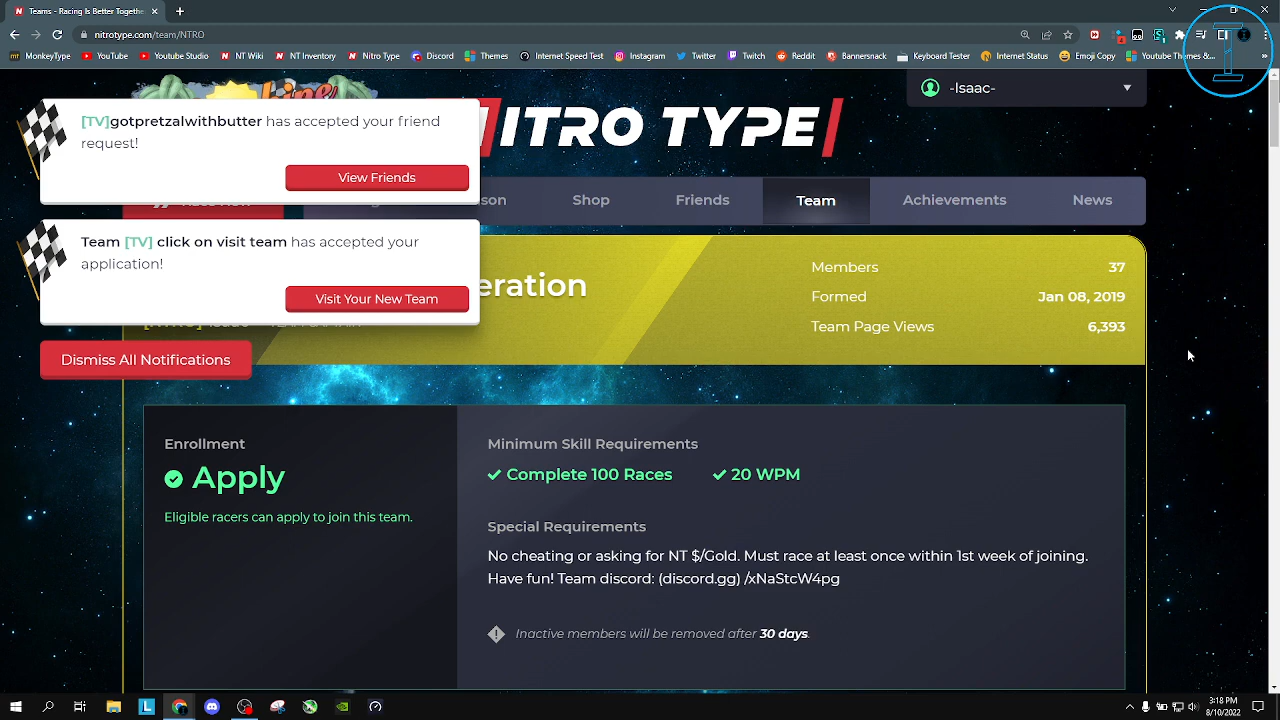 Teams - Racing Is Better Togethe
nitrotype.com/team/NTRO
MonkeyType
YouTube
Youtube Studio
NT Wiki
NT Inventory
Nitro Type
Discord
Themes
Internet Speed Test
Instagram
Twitter
Twitch
Reddit
Bannersnack
Keyboard Tester
Internet Status
Emoji Copy
Youtube Themes &...
-Isaac-
NITRO TYPE
[TV]gotpretzalwithbutter has accepted your friend
request!
View Friends
Shop
Friends
Team
Achievements
News
Team [TV] click on visit team has accepted your
application!
Visit Your New Team
eration
Members 37
Formed Jan 08, 2019
Team Page Views 6,393
Dismiss All Notifications
Enrollment
Apply
Eligible racers can apply to join this team.
Minimum Skill Requirements
Complete 100 Races
20 WPM
Special Requirements
No cheating or asking for NT $/Gold. Must race at least once within 1st week of joining.
Have fun! Team discord: (discord.gg) /xNaStcW4pg
Inactive members will be removed after 30 days.
3:18 PM
8/10/2022